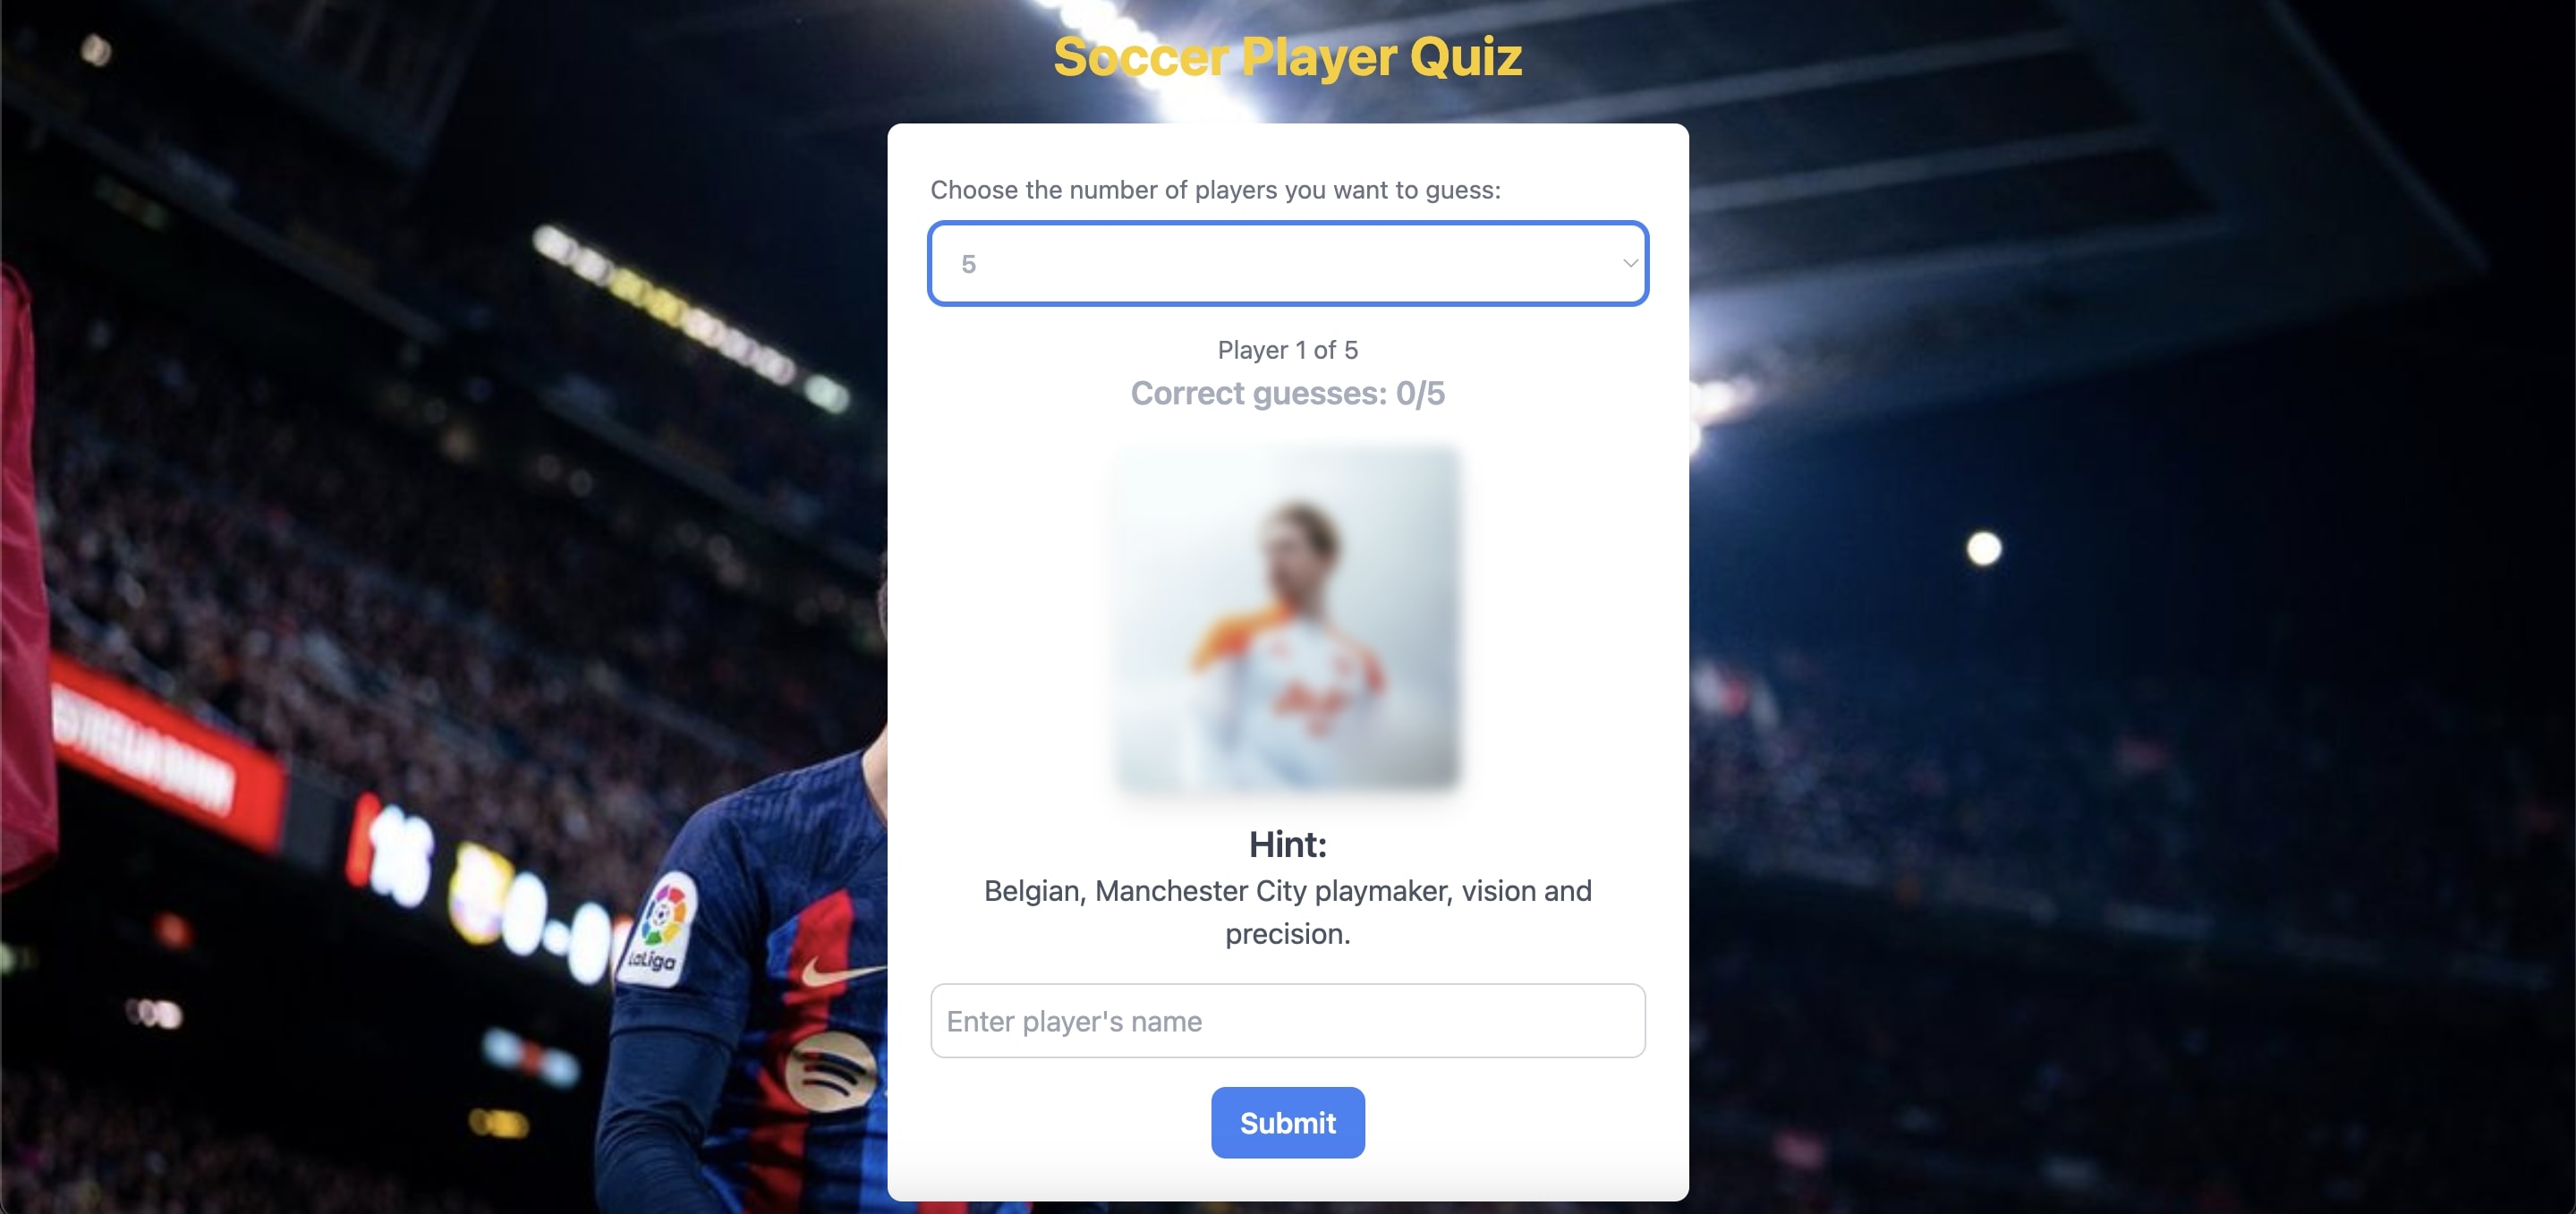 Soccer Player Quiz
Choose the number of players you want to guess:
5
Player 1 of 5
Correct guesses: 0/5
Hint:
Belgian, Manchester City playmaker, vision and
precision.
Enter player's name
Submit
LaLiga